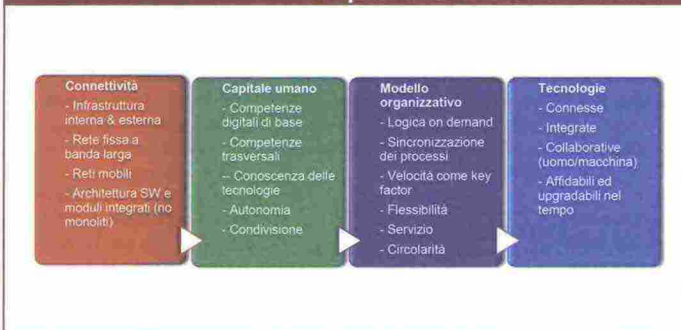 Connettività
- Infrastruttura
interna & esterna
- Rete fissa a
banda larga
- Reti mobili
- Architettura SW e
moduli integrati (no
monoliti)
Capitale umano
- Competenze
digitali di base
- Competenze
trasversali
– Conoscenza delle
tecnologie
- Autonomia
- Condivisione
Modello
organizzativo
- Logica on demand
- Sincronizzazione
dei processi
- Velocità come key
factor
- Flessibilità
- Servizio
- Circolarità
Tecnologie
- Connesse
- Integrate
- Collaborative
(uomo/macchina)
- Affidabili ed
upgradabili nel
tempo